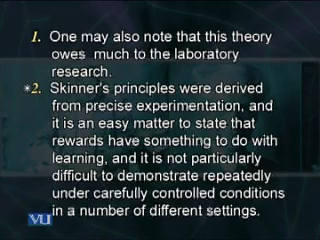 1. One may also note that this theory
owes much to the laboratory
research.
✴2. Skinner's principles were derived
from precise experimentation, and
it is an easy matter to state that
rewards have something to do with
learning, and it is not particularly
difficult to demonstrate repeatedly
under carefully controlled conditions
in a number of different settings.
VU